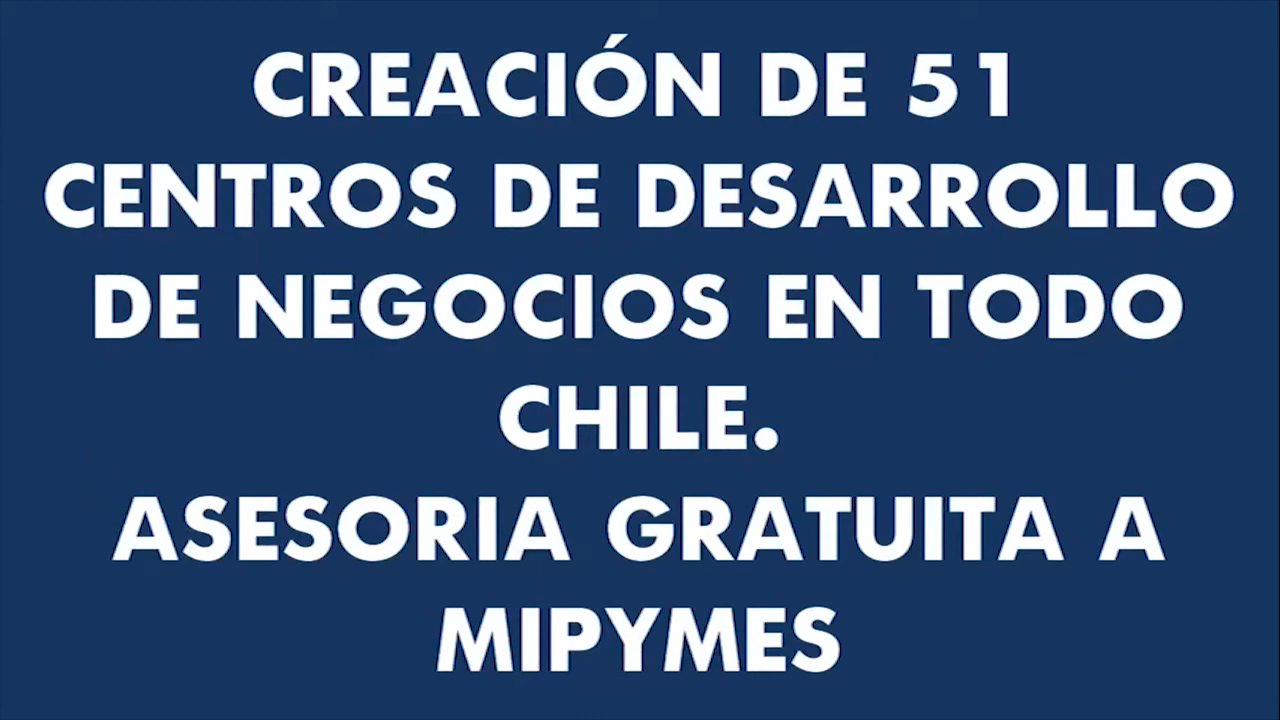 CREACIÓN DE 51
CENTROS DE DESARROLLO
DE NEGOCIOS EN TODO
CHILE.
ASESORIA GRATUITA A
MIPYMES